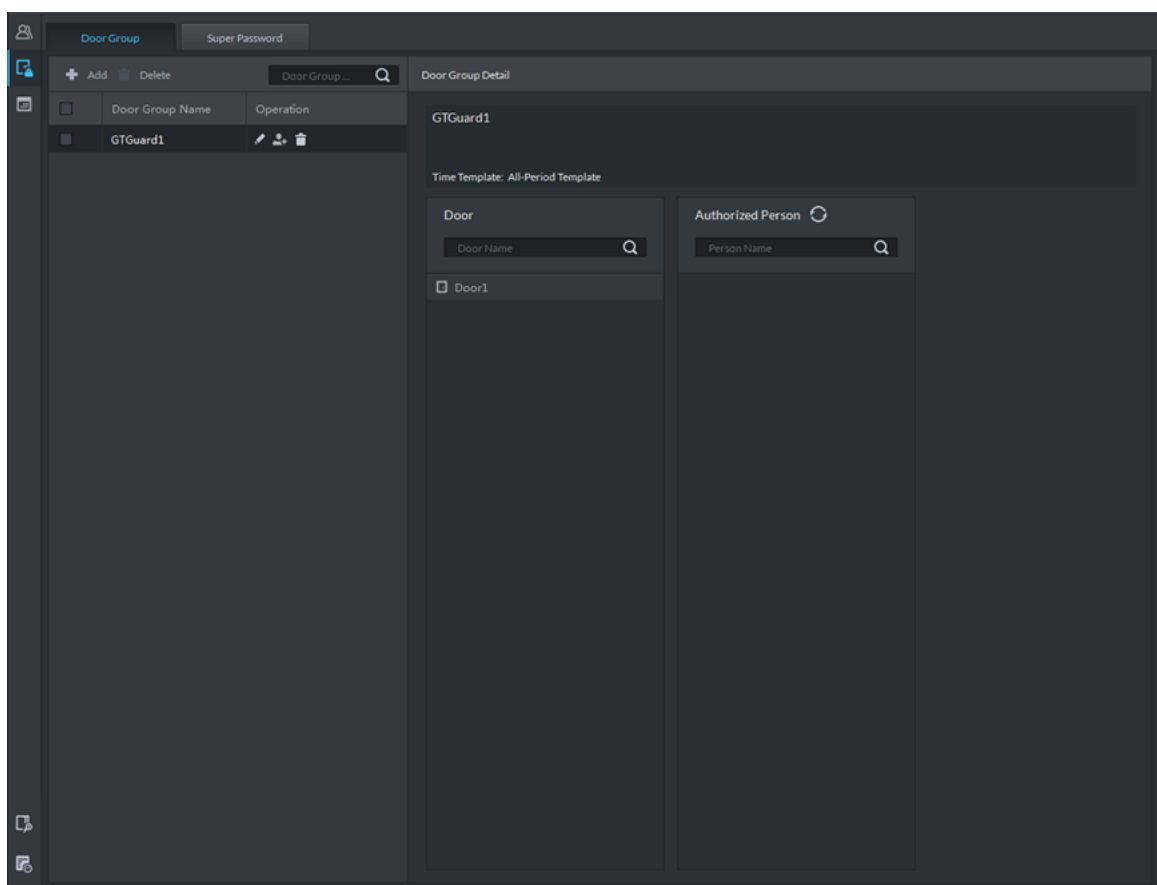 Door Group
Super Password
Add
Delete
Door Group ...
Door Group Detail
Door Group Name
Operation
GTGuard1
GTGuard1
Time Template: All-Period Template
Door
Authorized Person
Door Name
Person Name
Door1